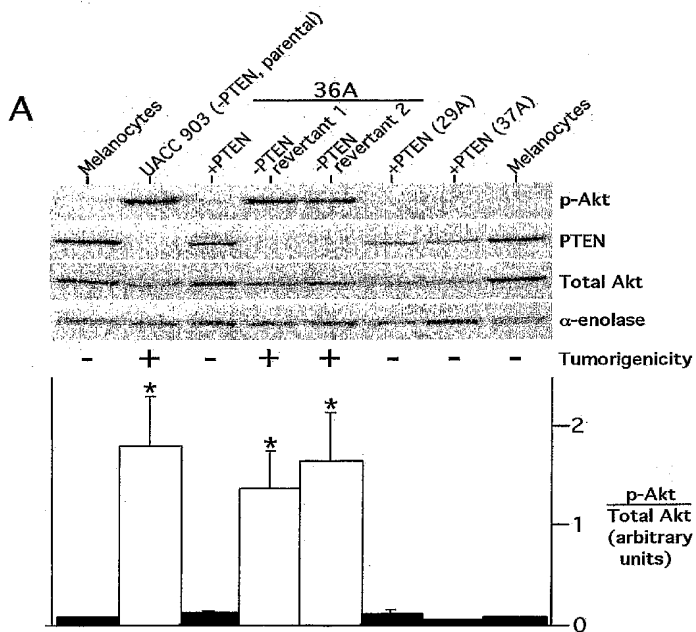 A
36A
Melanocytes
UACC 903 (-PTEN, parental)
+PTEN
-PTEN
revertant 1
-PTEN
revertant 2
+PTEN (29A)
+PTEN (37A)
Melanocytes
p-Akt
PTEN
Total Akt
α-enolase
- + - + + - - - Tumorigenicity
* * *
2
1
0
p-Akt
Total Akt
(arbitrary
units)